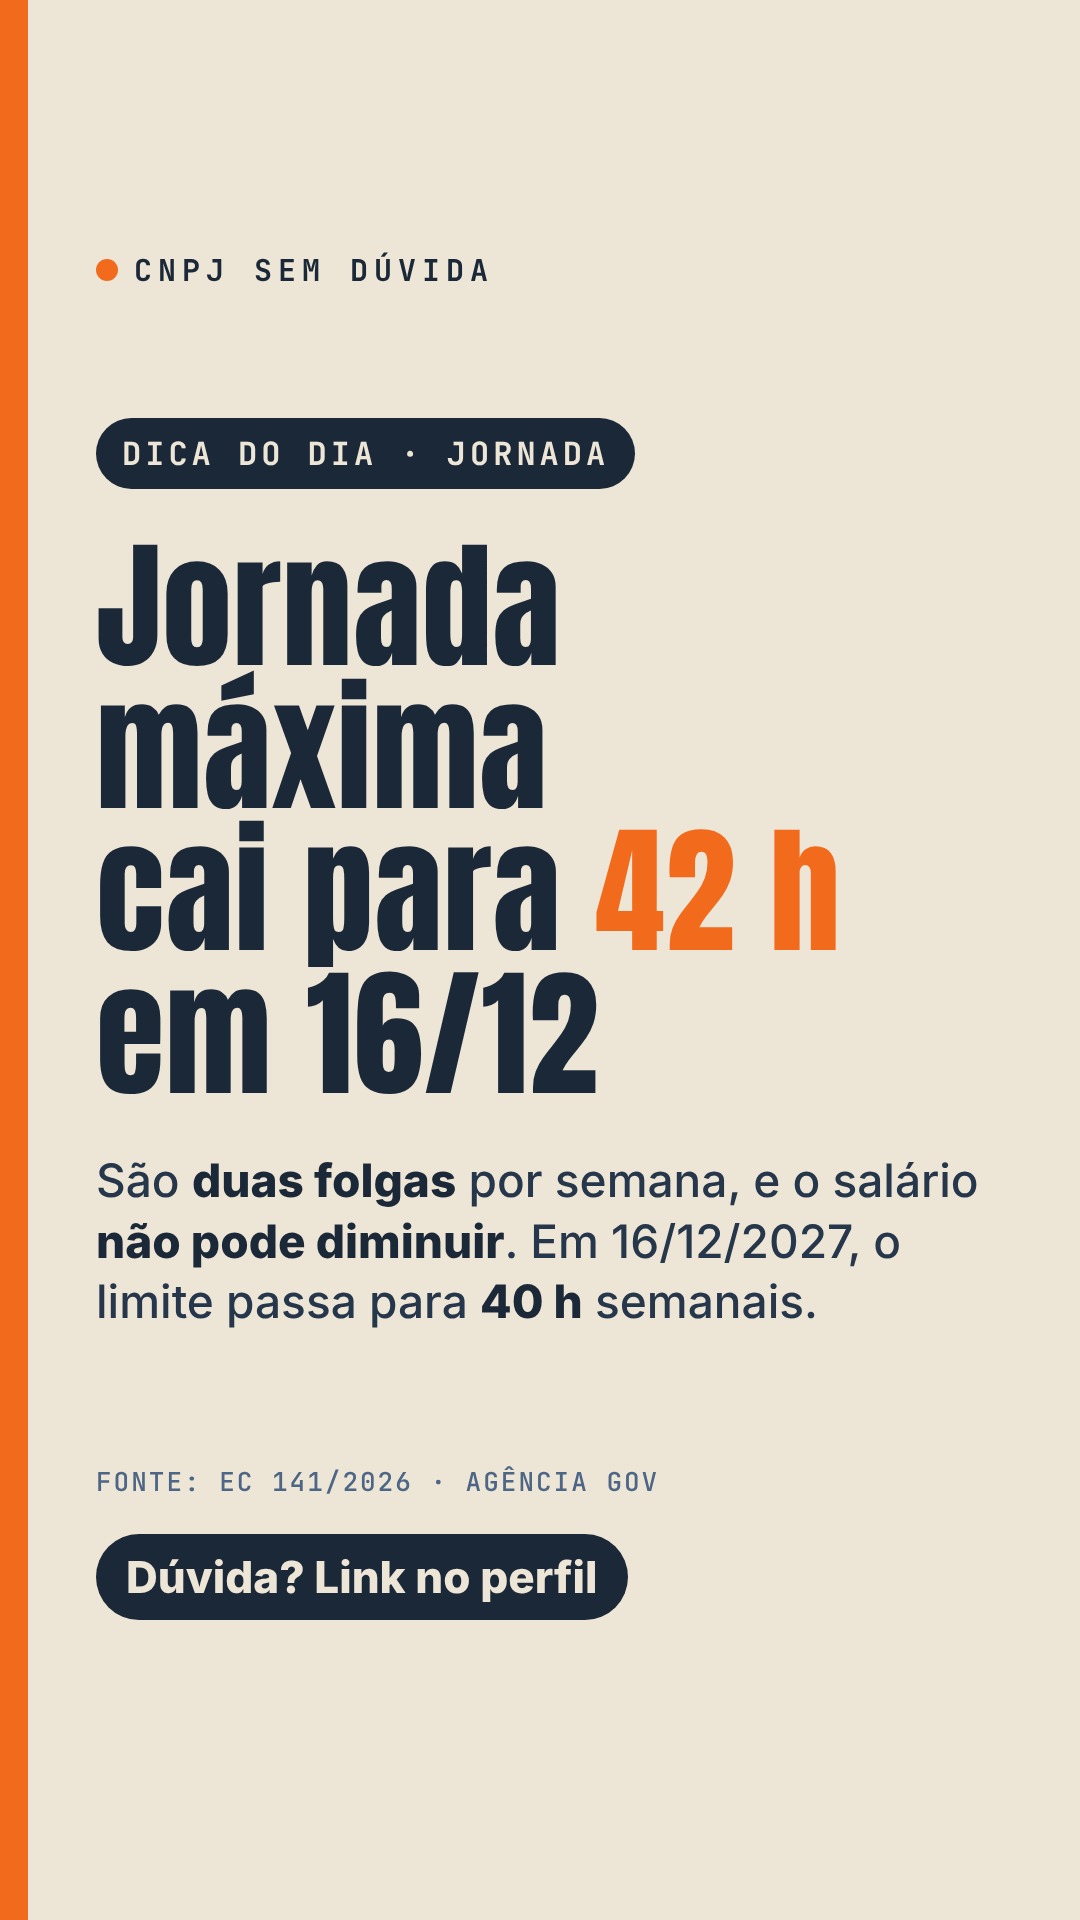 CNPJ SEM DÚVIDA
DICA DO DIA · JORNADA
Jornada
máxima
cai para 42 h
em 16/12
São duas folgas por semana, e o salário
não pode diminuir. Em 16/12/2027, o
limite passa para 40 h semanais.
FONTE: EC 141/2026 · AGÊNCIA GOV
Dúvida? Link no perfil